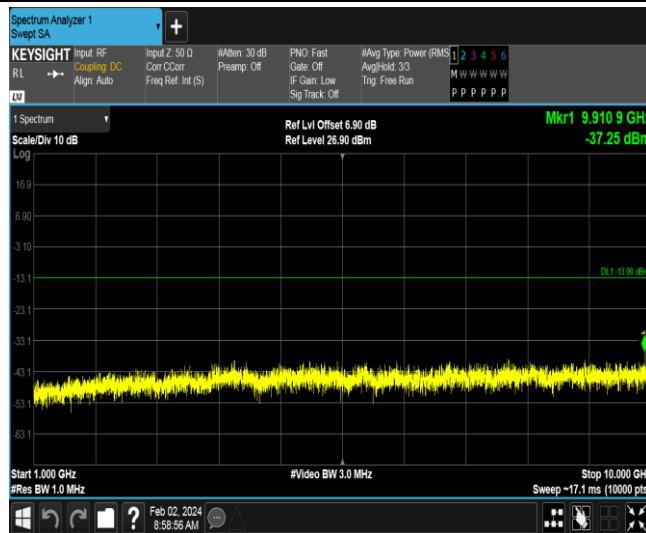 Spectrum Analyzer 1
Swept SA
+
KEYSIGHT
RL
LXI
Input: RF
Coupling: DC
Align: Auto
Input Z: 50 Ω
Corr CCorr
Freq Ref: Int (S)
#Atten: 30 dB
Preamp: Off
PNO: Fast
Gate: Off
IF Gain: Low
Sig Track: Off
#Avg Type: Power (RMS
Avg|Hold: 3/3
Trig: Free Run
1 2 3 4 5 6
M W W W W W
P P P P P P
1 Spectrum
Scale/Div 10 dB
Log
Ref Lvl Offset 6.90 dB
Ref Level 26.90 dBm
Mkr1 9.910 9 GHz
-37.25 dBm
16.9
6.90
-3.10
-13.1
DL1 -13.00 dBm
-23.1
-33.1
-43.1
-53.1
-63.1
Start 1.000 GHz
#Res BW 1.0 MHz
#Video BW 3.0 MHz
Stop 10.000 GHz
Sweep ~17.1 ms (10000 pts)
?
Feb 02, 2024
8:58:56 AM